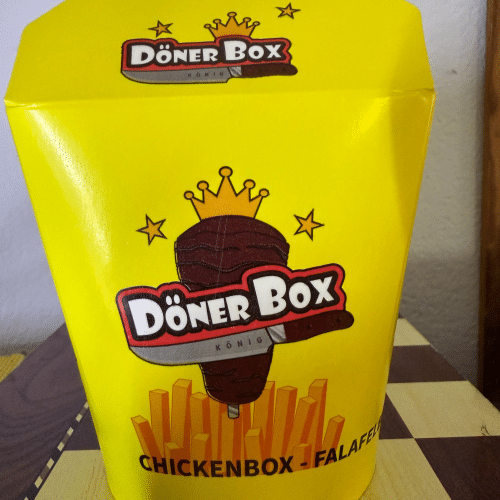 DÖNER BOX
KÖNIG
DÖNER BOX
KÖNIG
CHICKENBOX - FALAFEL